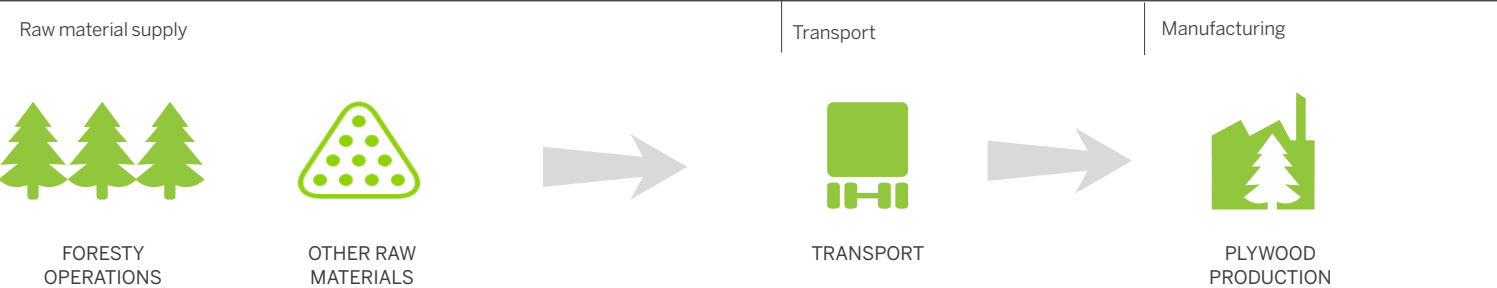 Raw material supply
Transport
Manufacturing
FORESTY
OPERATIONS
OTHER RAW
MATERIALS
TRANSPORT
PLYWOOD
PRODUCTION